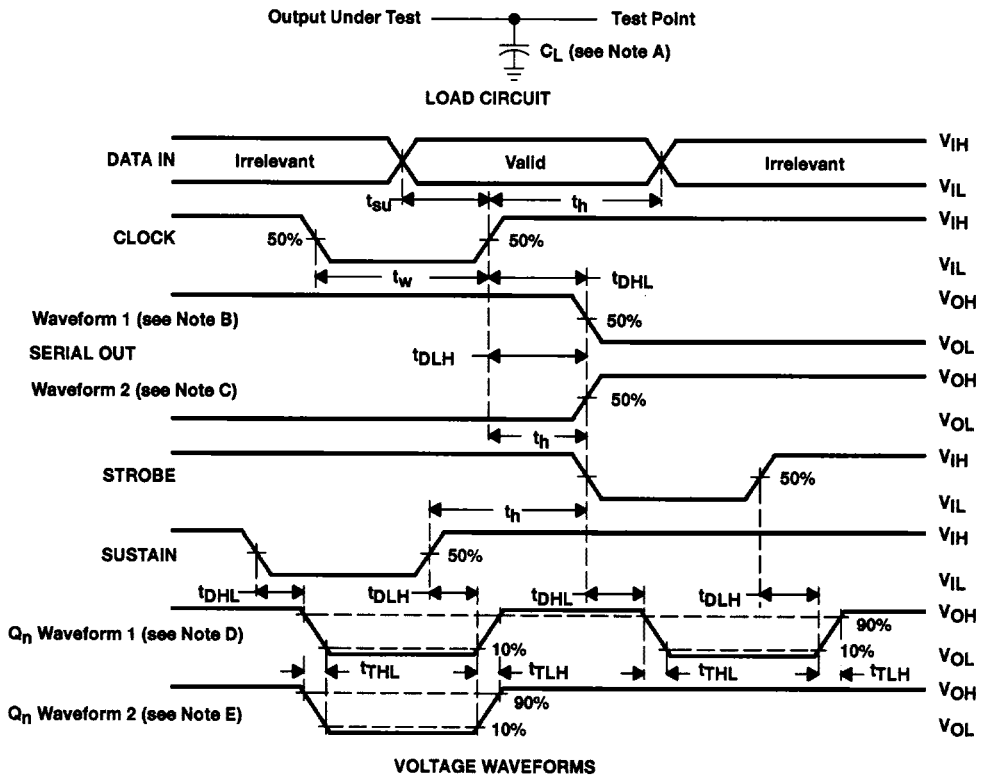 Output Under Test Test Point
CL (see Note A)
LOAD CIRCUIT
DATA IN Irrelevant Valid Irrelevant VIH
VIL
tsu th
CLOCK 50% 50% VIH
VIL
tw tDHL
Waveform 1 (see Note B) 50% VOH
VOL
SERIAL OUT tDLH
Waveform 2 (see Note C) 50% VOH
VOL
th
STROBE 50% VIH
VIL
th
SUSTAIN 50% VIH
VIL
tDHL tDLH tDHL tDLH
Qn Waveform 1 (see Note D) 10% 90% 10% VOH
VOL
tTHL tTLH tTHL tTLH
Qn Waveform 2 (see Note E) 90% 10% VOH
VOL
VOLTAGE WAVEFORMS